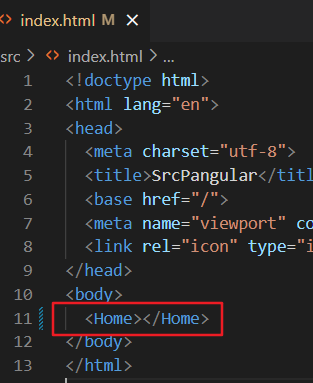 index.html M X
src > index.html > ...
1 <!doctype html>
2 <html lang="en">
3 <head>
4 <meta charset="utf-8">
5 <title>SrcPangular</titl
6 <base href="/">
7 <meta name="viewport" co
8 <link rel="icon" type="i
9 </head>
10 <body>
11 <Home></Home>
12 </body>
13 </html>